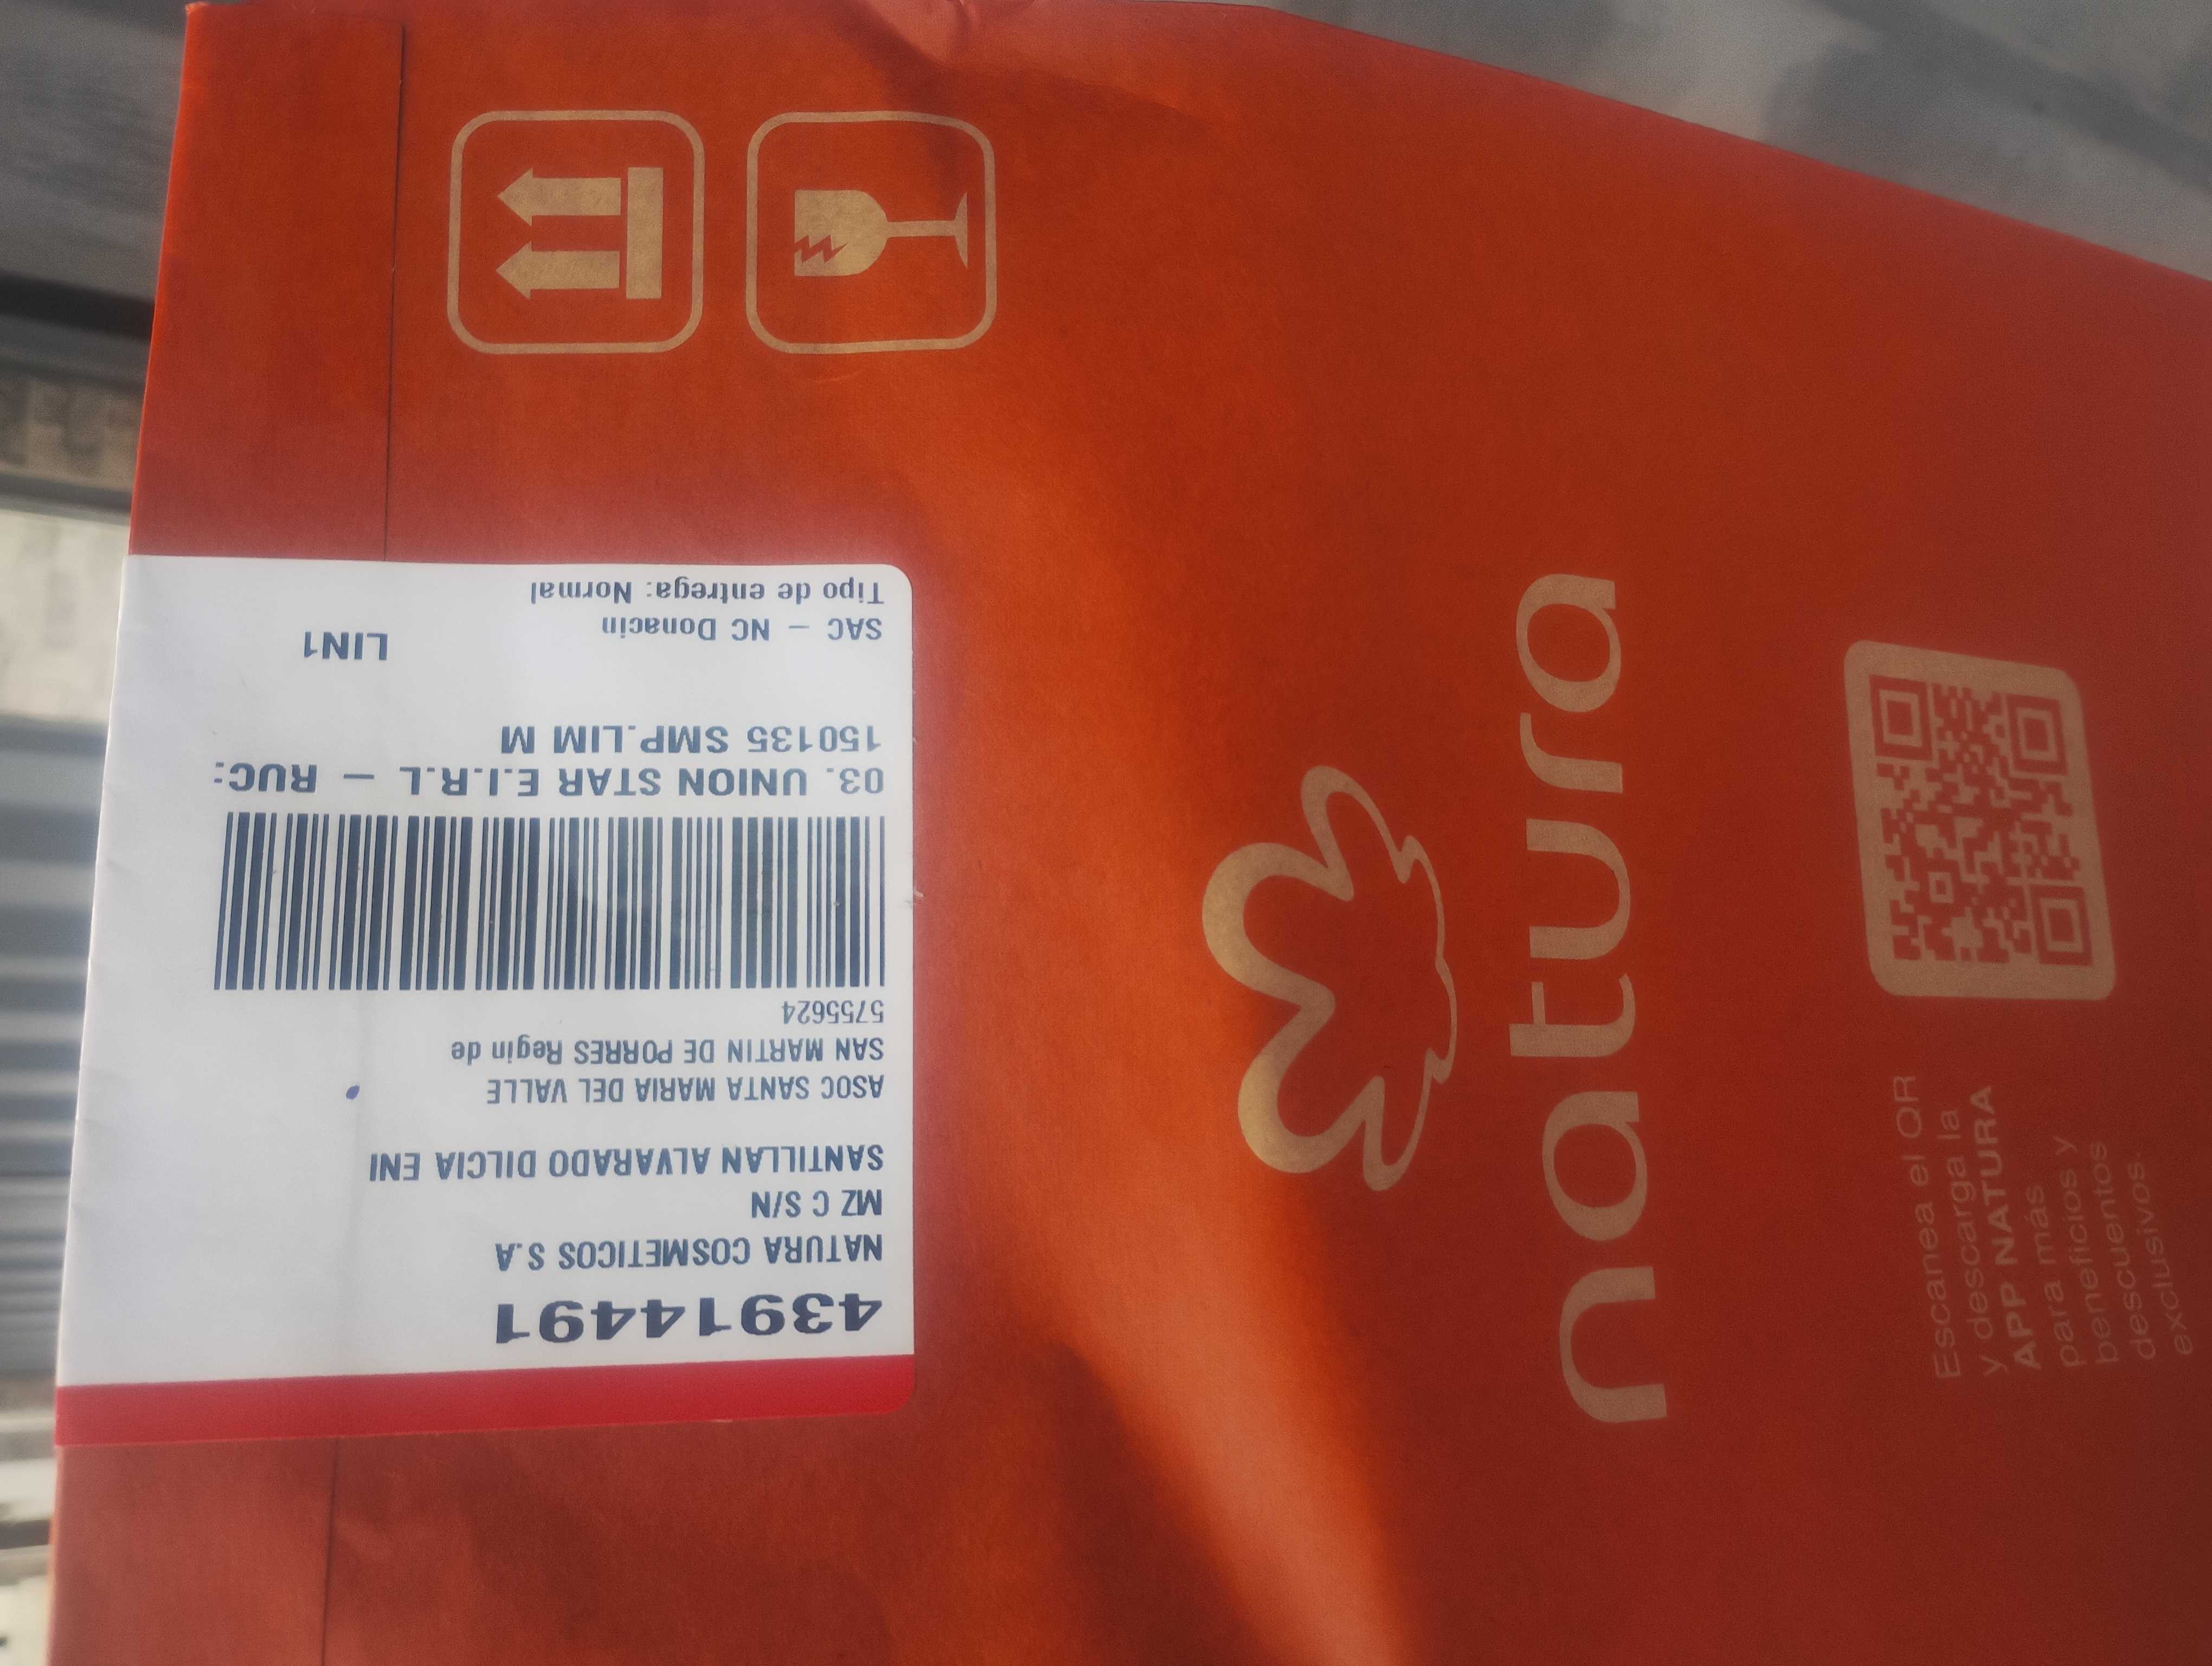 43914491
NATURA COSMETICOS S.A
MZ C S/N
SANTILLAN ALVARADO DILCIA ENI
ASOC SANTA MARIA DEL VALLE
SAN MARTIN DE PORRES Regin de
5755624
03. UNION STAR E.I.R.L - RUC:
150135 SMP.LIM M
LIN1
SAC - NC Donacin
Tipo de entrega: Normal
natura
Escanea el QR
y descarga la
APP NATURA
para más
beneficios y
descuentos
exclusivos.